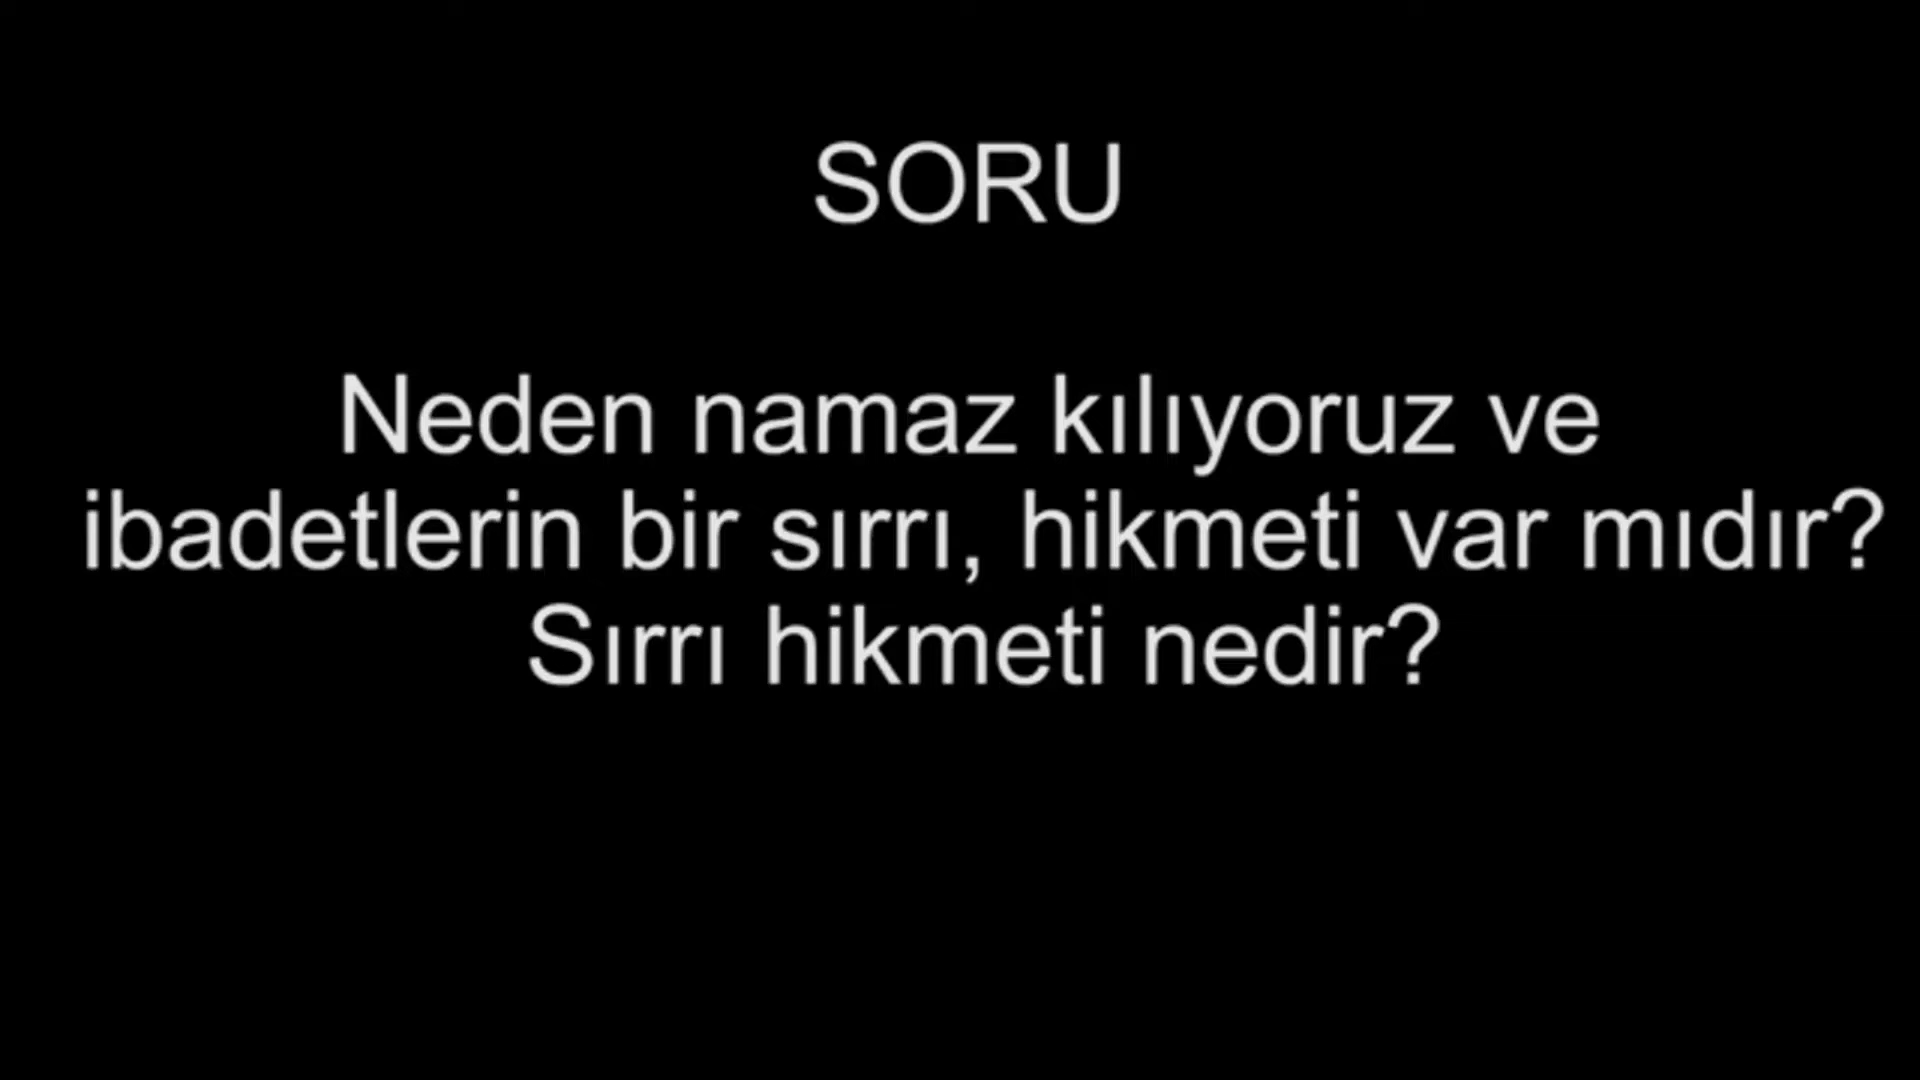 SORU
Neden namaz kılıyoruz ve
ibadetlerin bir sırrı, hikmeti var mıdır?
Sırrı hikmeti nedir?